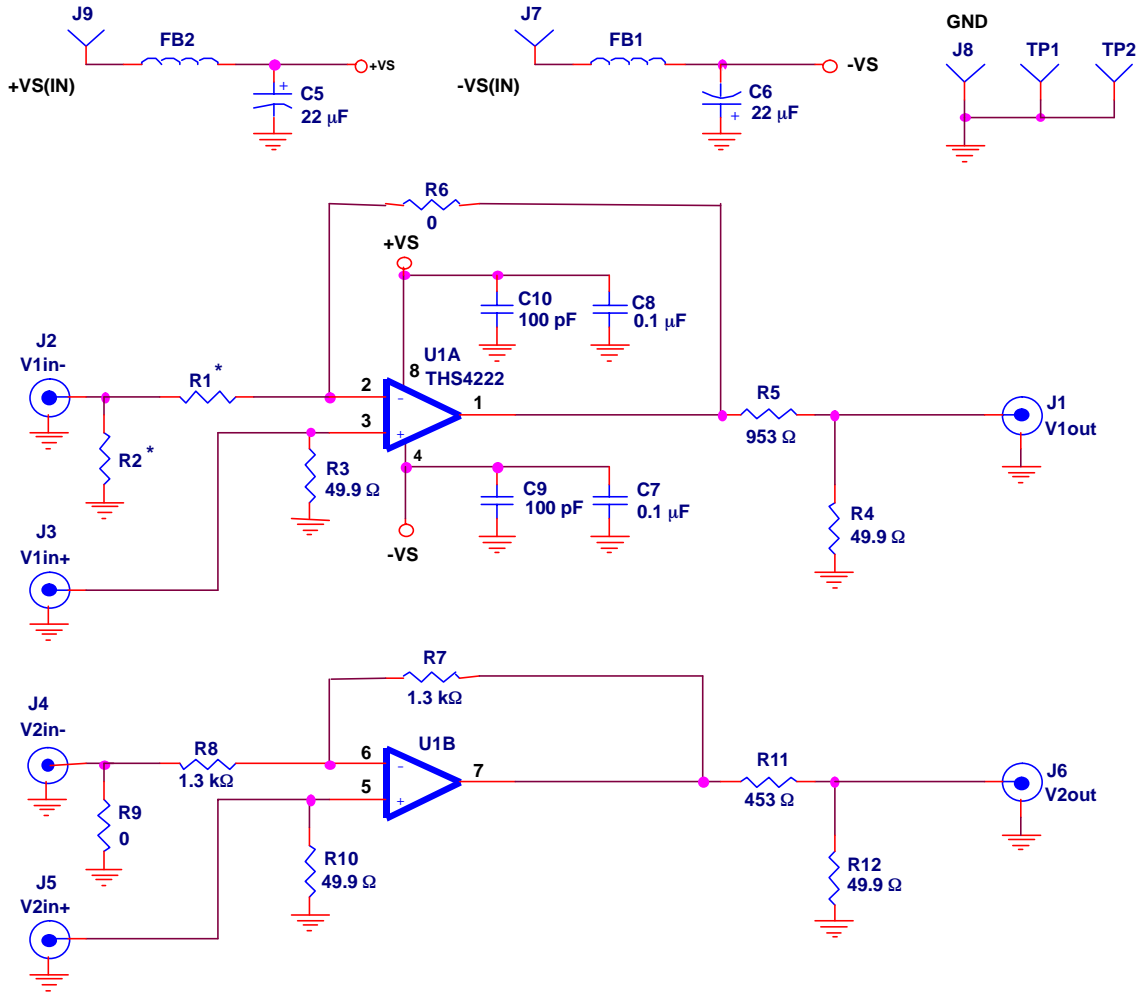 J9
FB2
+VS
+VS(IN)
+
C5
22 µF
J7
FB1
-VS
-VS(IN)
C6
22 µF
+
GND
J8
TP1
TP2
R6
0
+VS
C10
100 pF
C8
0.1 µF
J2
V1in-
R1*
R2*
U1A
THS4222
8
2
-
3
+
1
4
R3
49.9 Ω
R5
953 Ω
J1
V1out
C9
100 pF
C7
0.1 µF
R4
49.9 Ω
-VS
J3
V1in+
R7
1.3 kΩ
J4
V2in-
R8
1.3 kΩ
U1B
6
-
5
+
7
R11
453 Ω
J6
V2out
R9
0
R10
49.9 Ω
R12
49.9 Ω
J5
V2in+